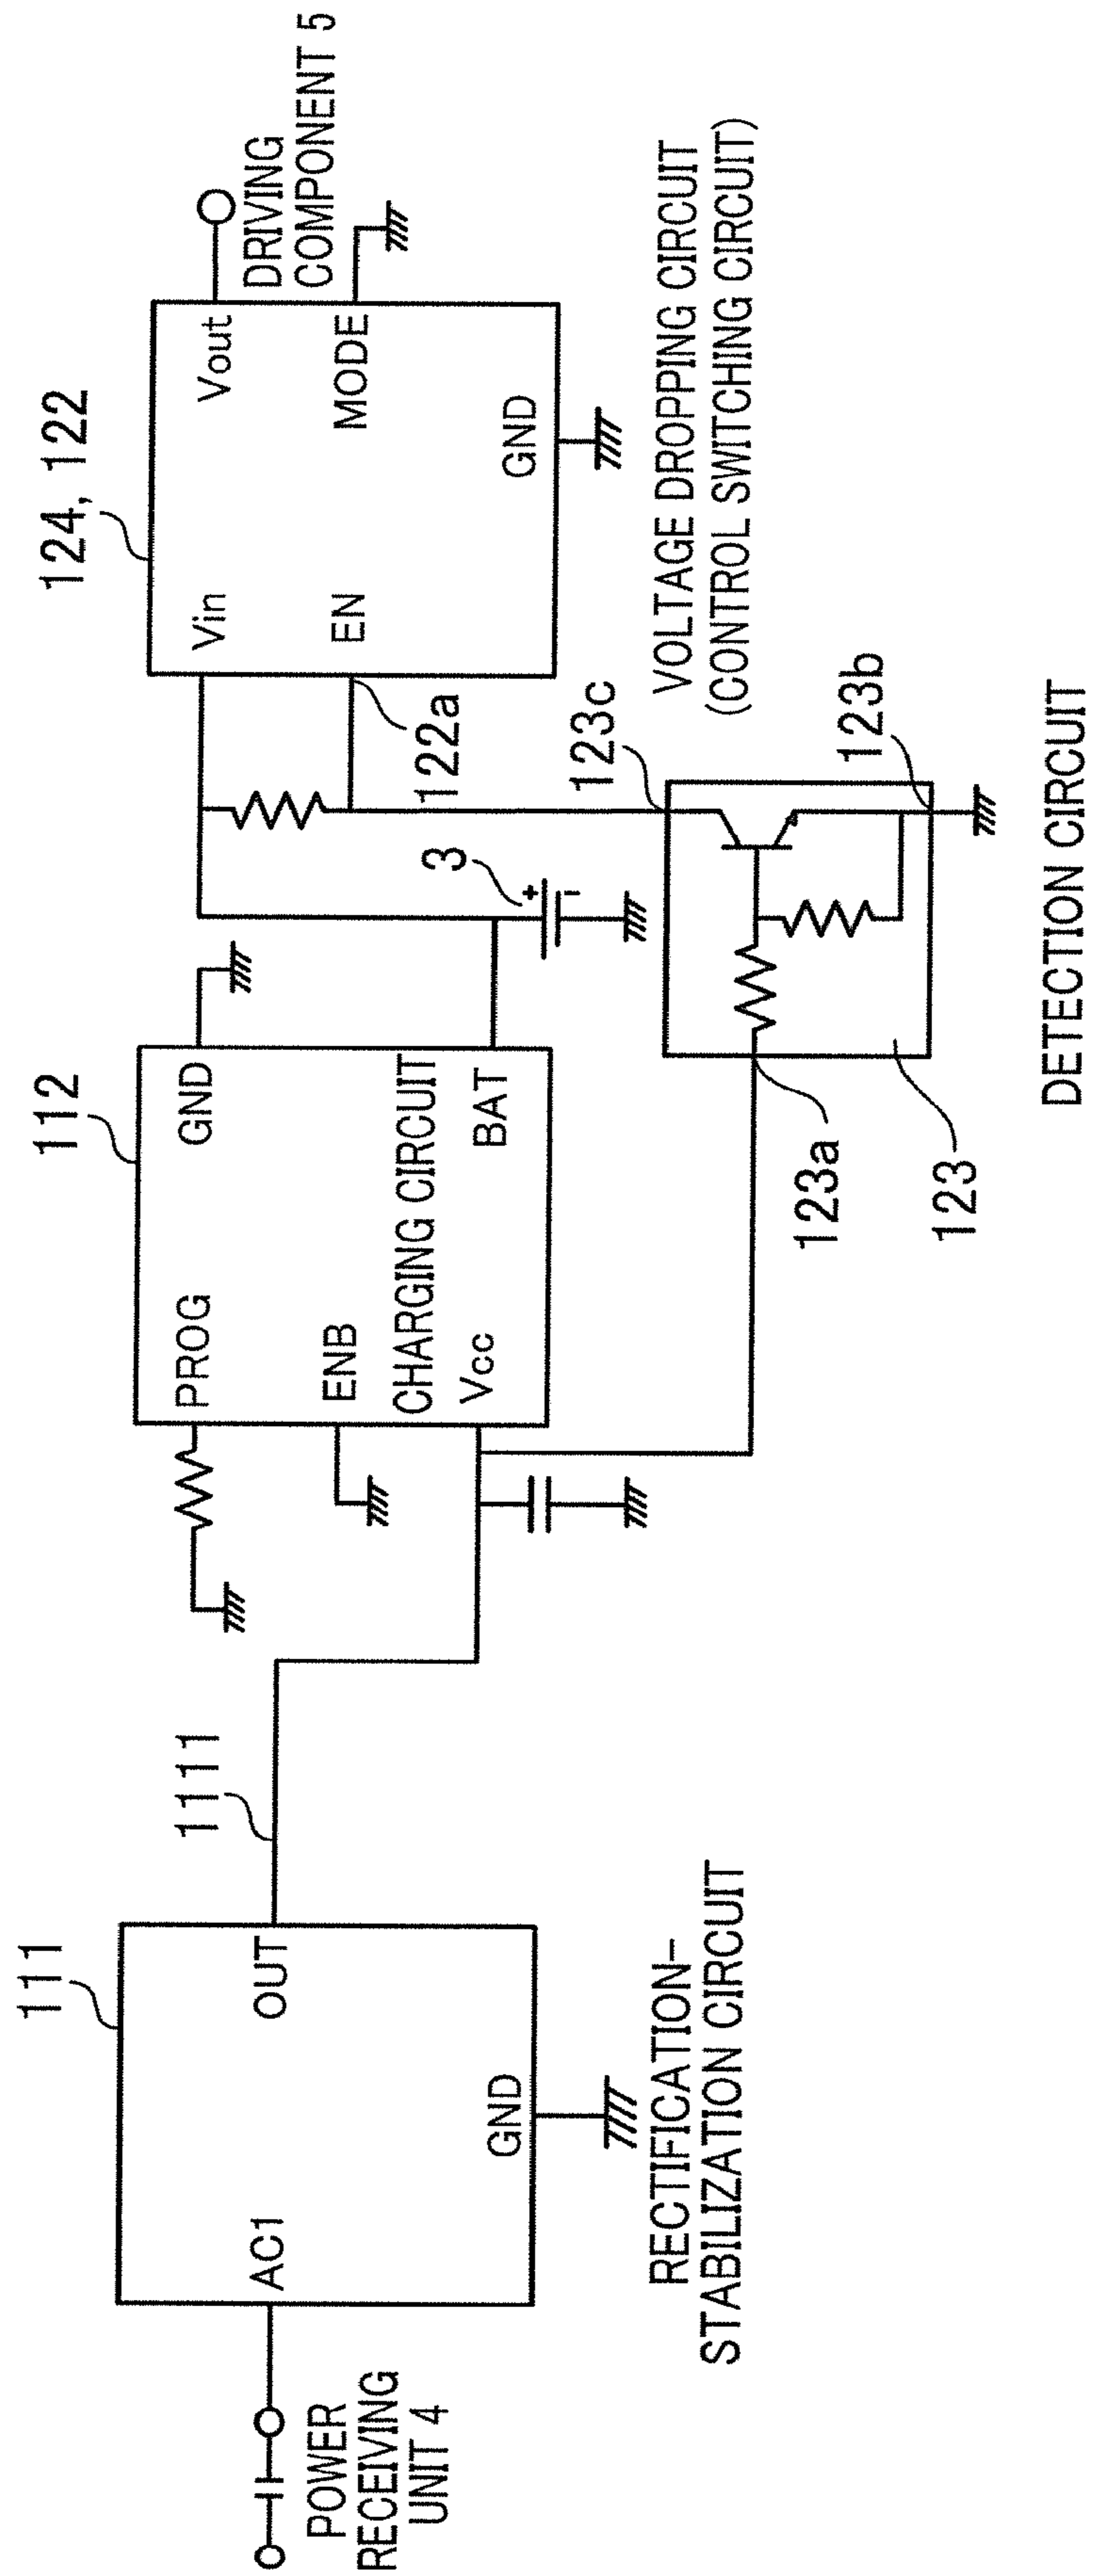 111
AC1
OUT
GND
POWER
RECEIVING
UNIT 4
RECTIFICATION-
STABILIZATION CIRCUIT
1111
112
PROG
GND
ENB
CHARGING CIRCUIT
Vcc
BAT
3
+
-
124, 122
Vin
Vout
EN
MODE
GND
122a
DRIVING
COMPONENT 5
VOLTAGE DROPPING CIRCUIT
(CONTROL SWITCHING CIRCUIT)
123c
123b
123a
123
DETECTION CIRCUIT